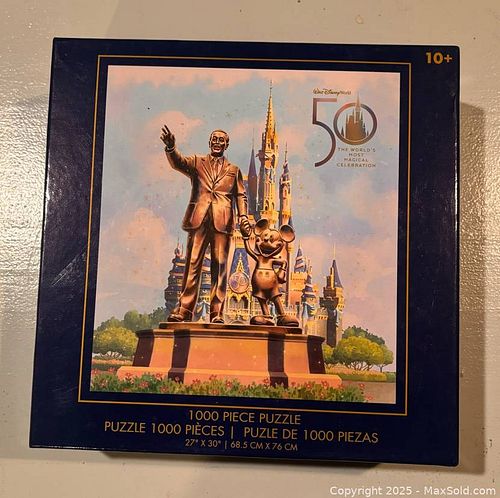 10+
Walt Disney World
50
THE WORLD'S
MOST
MAGICAL
CELEBRATION
1000 PIECE PUZZLE
PUZZLE 1000 PIÈCES | PUZLE DE 1000 PIEZAS
27" X 30" | 68.5 CM X 76 CM
Copyright 2025 - MaxSold.com